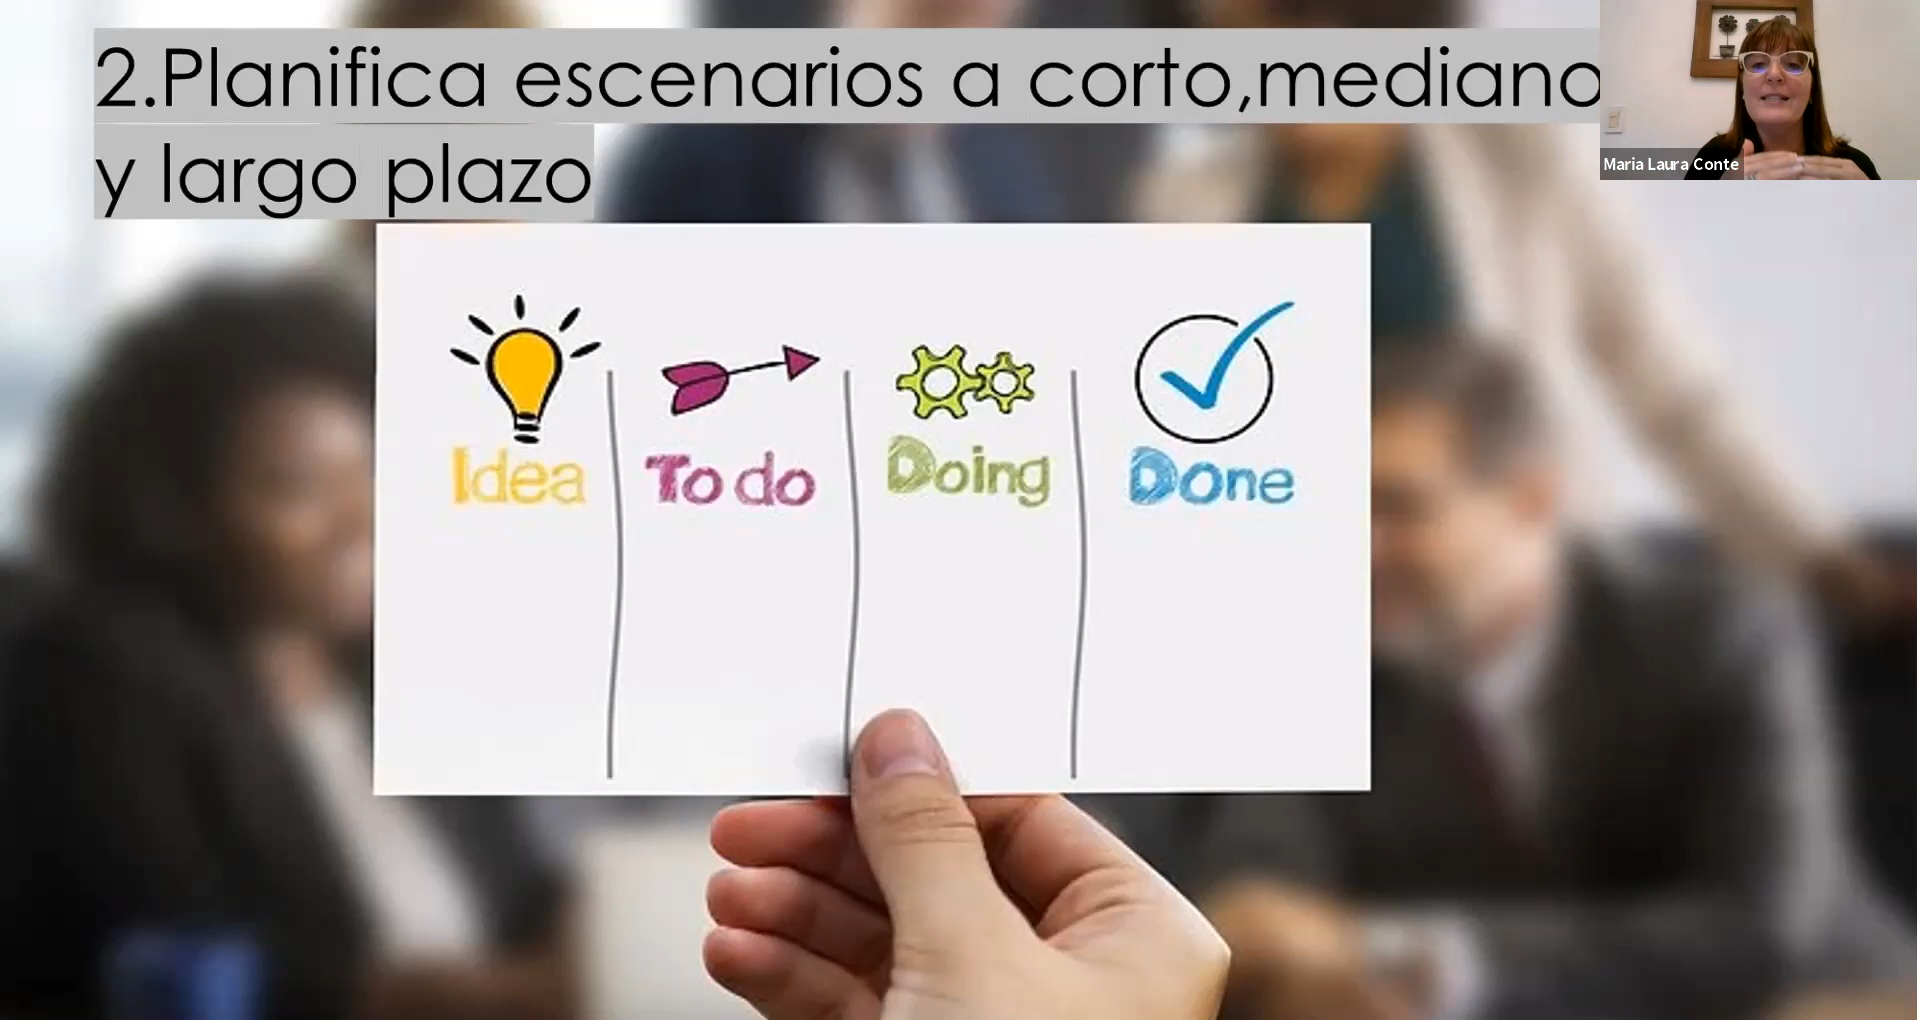 2.Planifica escenarios a corto,mediano
y largo plazo
Maria Laura Conte
Idea To do Doing Done